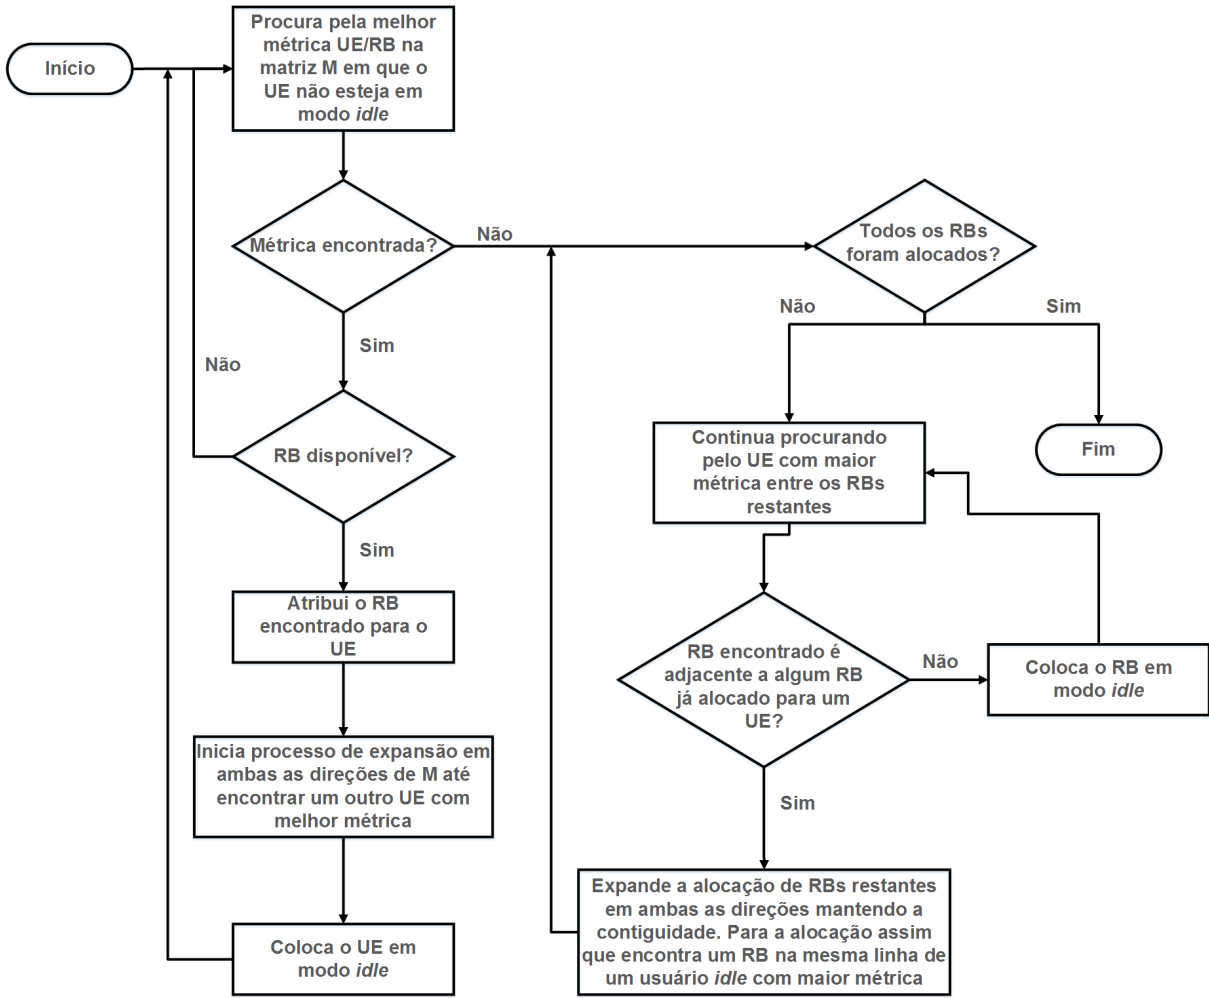 Início
Procura pela melhor
métrica UE/RB na
matriz M em que o
UE não esteja em
modo idle
Métrica encontrada?
Não
Todos os RBs
foram alocados?
Não
Sim
Sim
Não
RB disponível?
Continua procurando
pelo UE com maior
métrica entre os RBs
restantes
Fim
Sim
Atribui o RB
encontrado para o
UE
RB encontrado é
adjacente a algum RB
já alocado para um
UE?
Não
Coloca o RB em
modo idle
Inicia processo de expansão em
ambas as direções de M até
encontrar um outro UE com
melhor métrica
Sim
Coloca o UE em
modo idle
Expande a alocação de RBs restantes
em ambas as direções mantendo a
contiguidade. Para a alocação assim
que encontra um RB na mesma linha de
um usuário idle com maior métrica